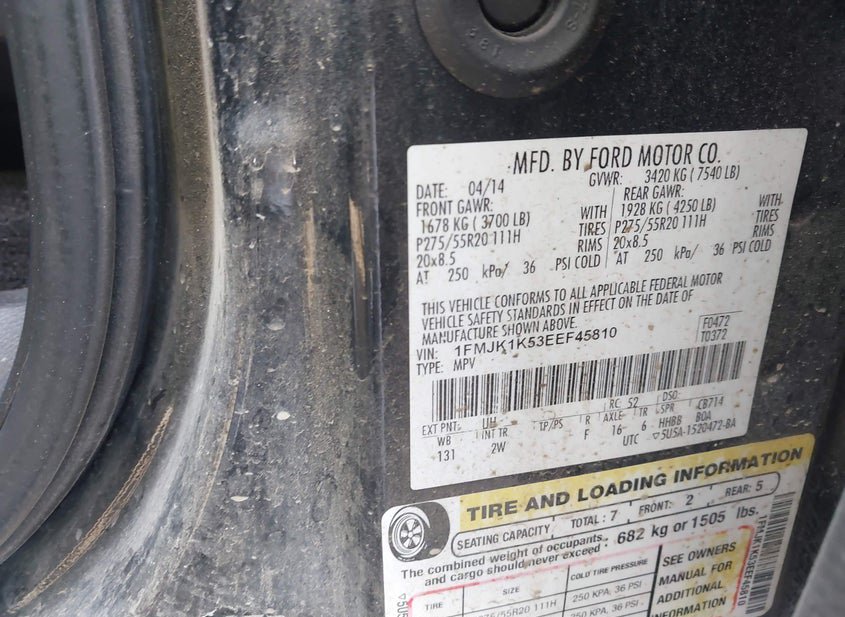 MFD. BY FORD MOTOR CO.
DATE: 04/14 GVWR: 3420 KG ( 7540 LB)
FRONT GAWR: REAR GAWR:
1678 KG ( 3700 LB) WITH 1928 KG ( 4250 LB) WITH
P275/55R20 111H TIRES P275/55R20 111H TIRES
20x8.5 RIMS 20x8.5 RIMS
AT 250 kPa/ 36 PSI COLD AT 250 kPa/ 36 PSI COLD
THIS VEHICLE CONFORMS TO ALL APPLICABLE FEDERAL MOTOR
VEHICLE SAFETY STANDARDS IN EFFECT ON THE DATE OF
MANUFACTURE SHOWN ABOVE.
VIN: 1FMJK1K53EEF45810 F0472
TYPE: MPV T0372
RC: 52 DSO:
EXT PNT: UH TP/PS R AXLE TR SPR CB714
WB INT TR F 16 6 HHBB BOA
131 2W UTC ▽5U5A-1520472-BA
TIRE AND LOADING INFORMATION
SEATING CAPACITY TOTAL: 7 FRONT: 2 REAR: 5
The combined weight of occupants
and cargo should never exceed : 682 kg or 1505 lbs.
TIRE SIZE COLD TIRE PRESSURE
275/55R20 111H 250 KPA, 36 PSI
250 KPA, 36 PSI
SEE OWNERS
MANUAL FOR
ADDITIONAL
INFORMATION
1FMJK1K53EEF45810